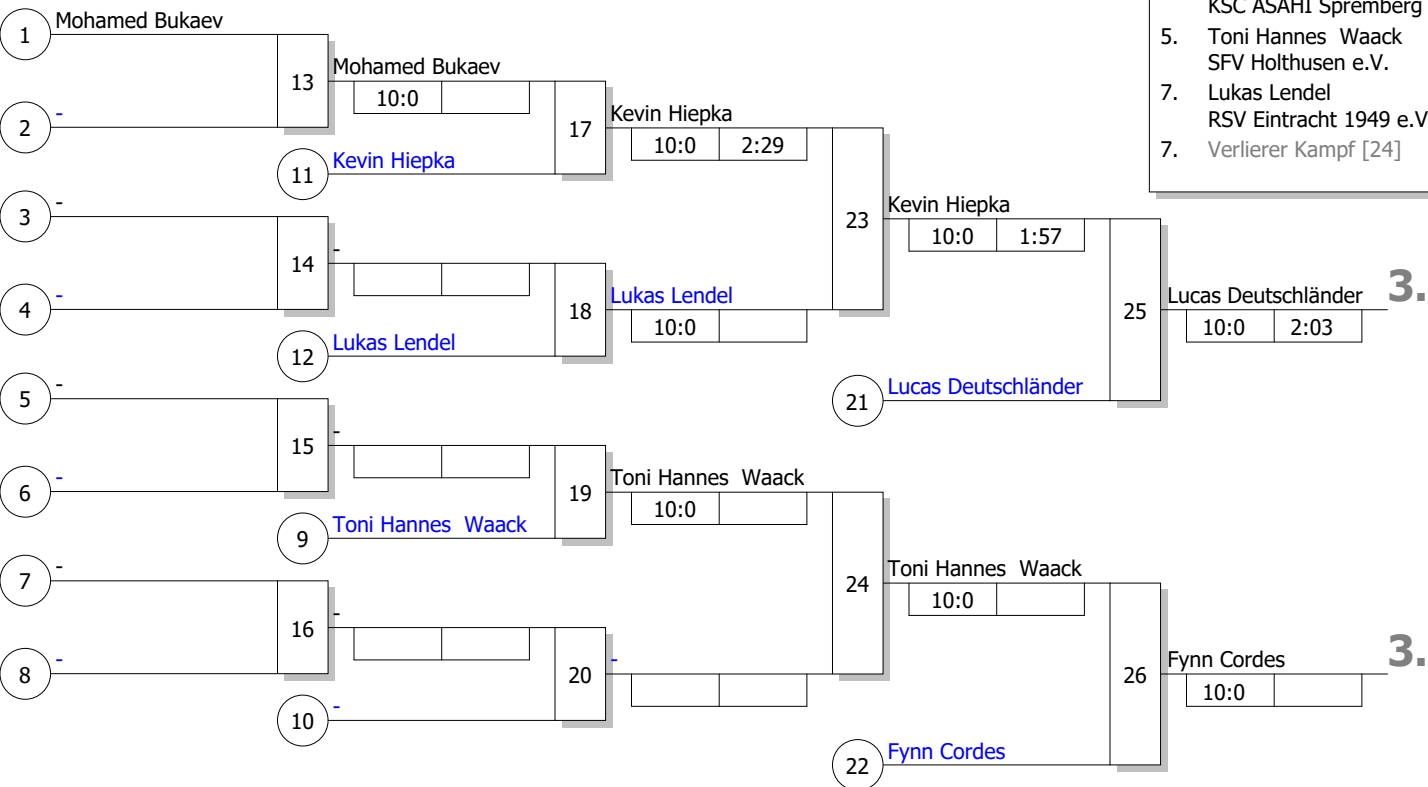 KSC ASAHI Spremberg
5. Toni Hannes Waack
SFV Holthusen e.V.
7. Lukas Lendel
RSV Eintracht 1949 e.V
7. Verlierer Kampf [24]
1 Mohamed Bukaev
13 Mohamed Bukaev
10:0
2 -
17 Kevin Hiepka
10:0 2:29
11 Kevin Hiepka
3 -
23 Kevin Hiepka
10:0 1:57
14 -
4 -
18 Lukas Lendel
10:0
12 Lukas Lendel
25 Lucas Deutschländer 3.
10:0 2:03
21 Lucas Deutschländer
5 -
15 -
6 -
19 Toni Hannes Waack
10:0
9 Toni Hannes Waack
7 -
24 Toni Hannes Waack
10:0
16 -
8 -
20 -
10 -
26 Fynn Cordes 3.
10:0
22 Fynn Cordes